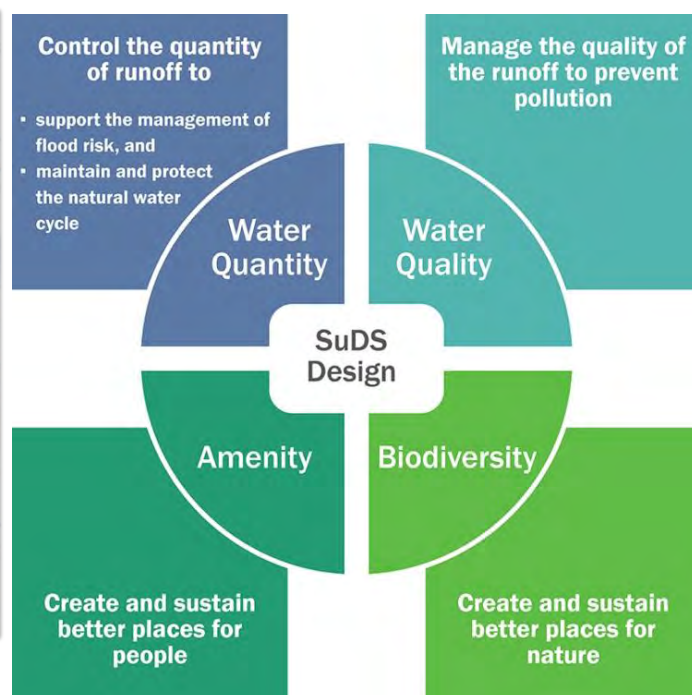 Control the quantity
of runoff to
▪ support the management of
flood risk, and
▪ maintain and protect
the natural water
cycle
Manage the quality of
the runoff to prevent
pollution
Water
Quantity
Water
Quality
SuDS
Design
Amenity
Biodiversity
Create and sustain
better places for
people
Create and sustain
better places for
nature